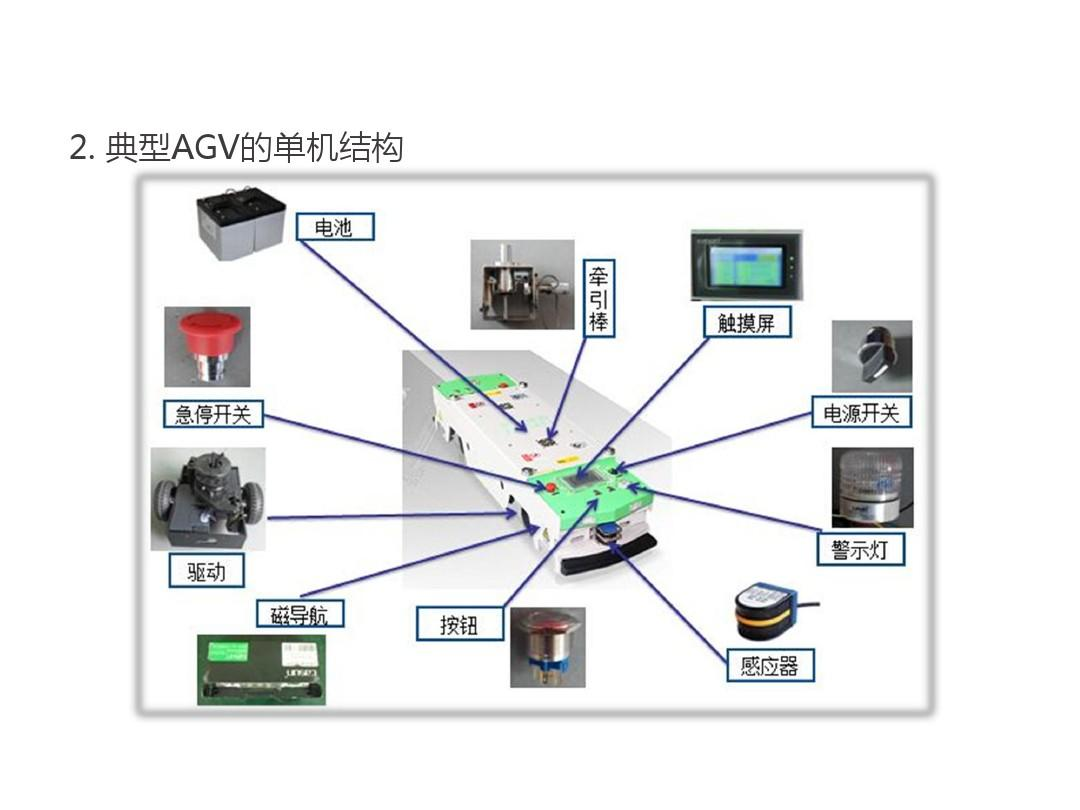 2. 典型AGV的单机结构
电池
牵引棒
触摸屏
急停开关
电源开关
驱动
警示灯
磁导航
按钮
感应器